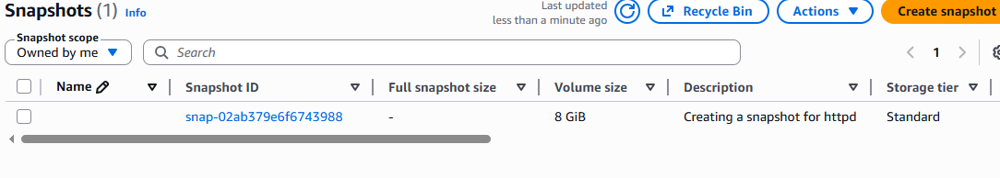 Snapshots (1) Info
Last updated
less than a minute ago
Recycle Bin
Actions
Create snapshot
Snapshot scope
Owned by me
Search
1
Name Snapshot ID Full snapshot size Volume size Description Storage tier
snap-02ab379e6f6743988 - 8 GiB Creating a snapshot for httpd Standard